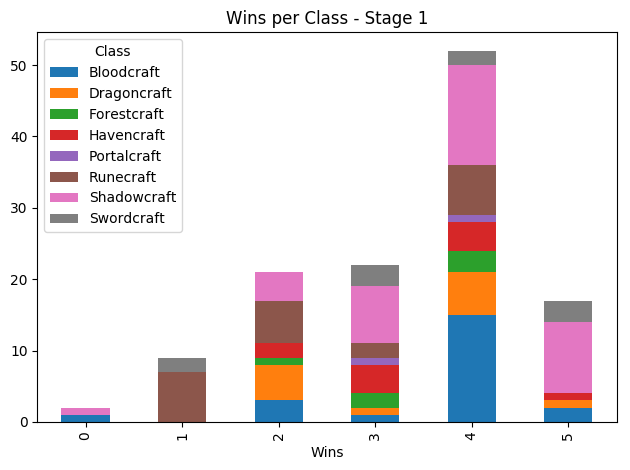 Wins per Class - Stage 1
Class
Bloodcraft
Dragoncraft
Forestcraft
Havencraft
Portalcraft
Runecraft
Shadowcraft
Swordcraft
50
40
30
20
10
0
0 1 2 3 4 5
Wins